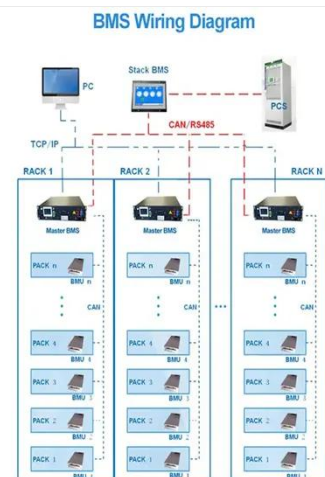 BMS Wiring Diagram
PC
Stack BMS
PCS
CAN/RS485
TCP/IP
RACK 1
RACK 2
RACK N
Master BMS
Master BMS
Master BMS
PACK n
BMU n
PACK n
BMU n
PACK n
BMU n
CAN
CAN
CAN
PACK 4
BMU 4
PACK 4
BMU 4
PACK 4
BMU 4
PACK 3
BMU 3
PACK 3
BMU 3
PACK 3
BMU 3
PACK 2
BMU 2
PACK 2
BMU 2
PACK 2
BMU 2
PACK 1
BMU 1
PACK 1
BMU 1
PACK 1
BMU 1